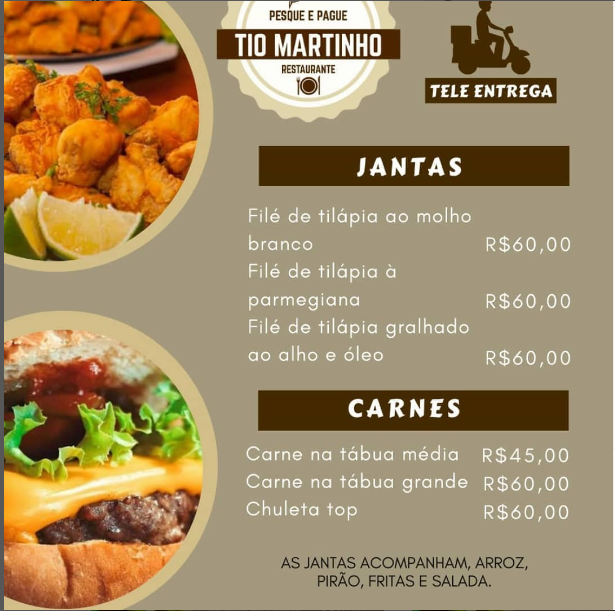 PESQUE E PAGUE
TIO MARTINHO
RESTAURANTE
TELE ENTREGA
JANTAS
Filé de tilápia ao molho
branco R$60,00
Filé de tilápia à
parmegiana R$60,00
Filé de tilápia gralhado
ao alho e óleo R$60,00
CARNES
Carne na tábua média R$45,00
Carne na tábua grande R$60,00
Chuleta top R$60,00
AS JANTAS ACOMPANHAM, ARROZ,
PIRÃO, FRITAS E SALADA.